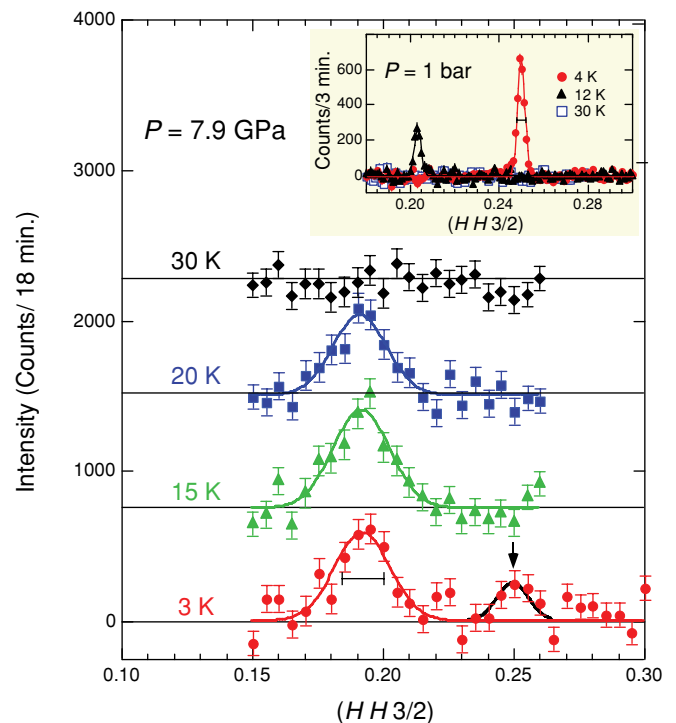 4000
3000
2000
1000
0
Intensity (Counts/ 18 min.)
P = 7.9 GPa
30 K
20 K
15 K
3 K
0.10
0.15
0.20
0.25
0.30
(H H 3/2)
P = 1 bar
4 K
12 K
30 K
600
400
200
0
Counts/3 min.
0.20
0.24
0.28
(H H 3/2)